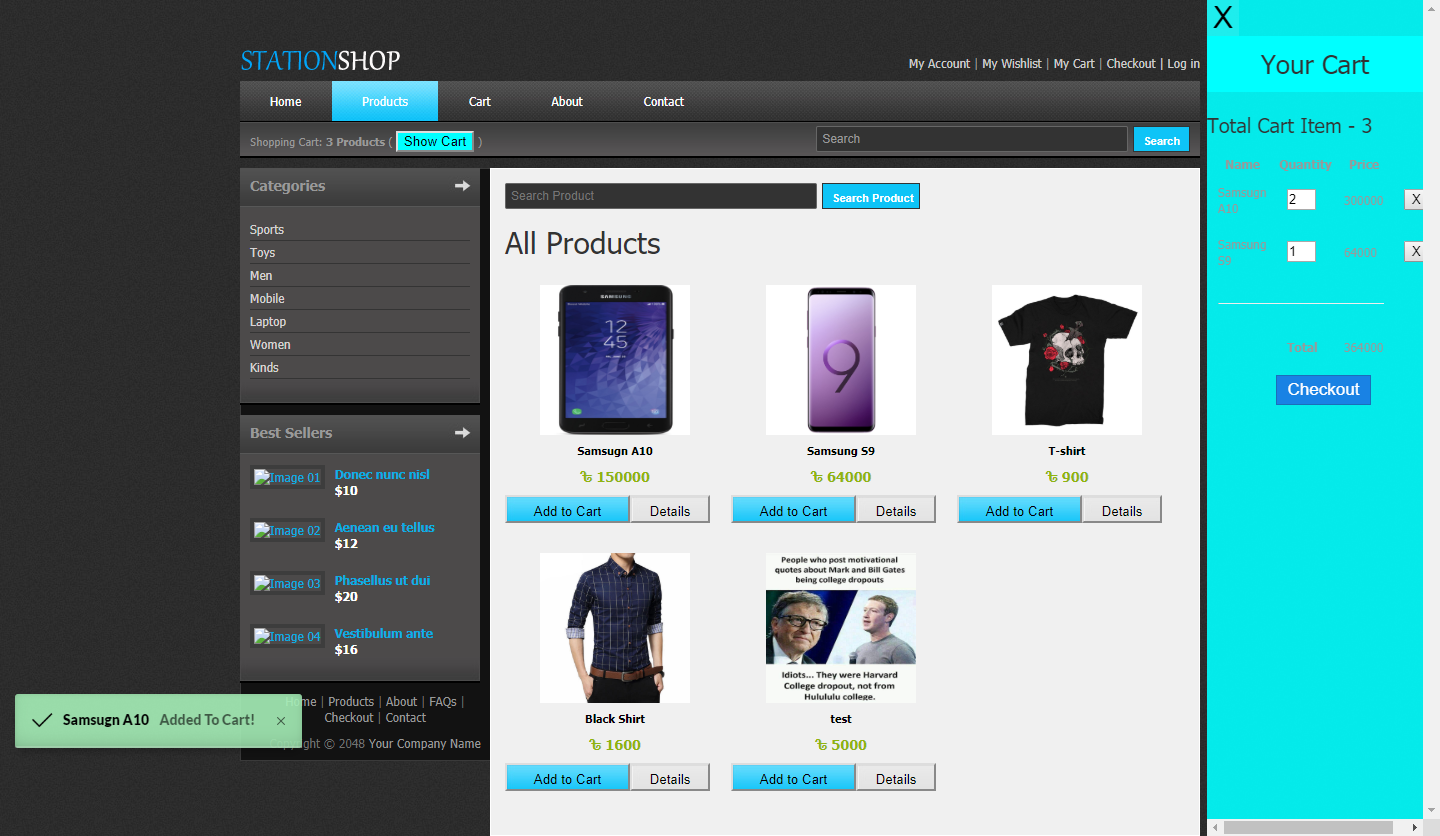 STATIONSHOP
My Account | My Wishlist | My Cart | Checkout | Log in
Home Products Cart About Contact
Shopping Cart: 3 Products ( Show Cart )
Search Search
Categories
Sports
Toys
Men
Mobile
Laptop
Women
Kinds
Best Sellers
Image 01 Donec nunc nisl
$10
Image 02 Aenean eu tellus
$12
Image 03 Phasellus ut dui
$20
Image 04 Vestibulum ante
$16
Home | Products | About | FAQs |
Checkout | Contact
Copyright © 2048 Your Company Name
Samsugn A10 Added To Cart! ×
Search Product Search Product
All Products
SAMSUNG
12
45
9
Samsugn A10 Samsung S9 T-shirt
৳ 150000 ৳ 64000 ৳ 900
Add to Cart Details Add to Cart Details Add to Cart Details
People who post motivational
quotes about Mark and Bill Gates
being college dropouts
Idiots... They were Harvard
College dropout, not from
Hulululu college.
Black Shirt test
৳ 1600 ৳ 5000
Add to Cart Details Add to Cart Details
X
Your Cart
Total Cart Item - 3
Name Quantity Price
Samsugn
A10 2 300000 X
Samsung
S9 1 64000 X
Total 364000
Checkout